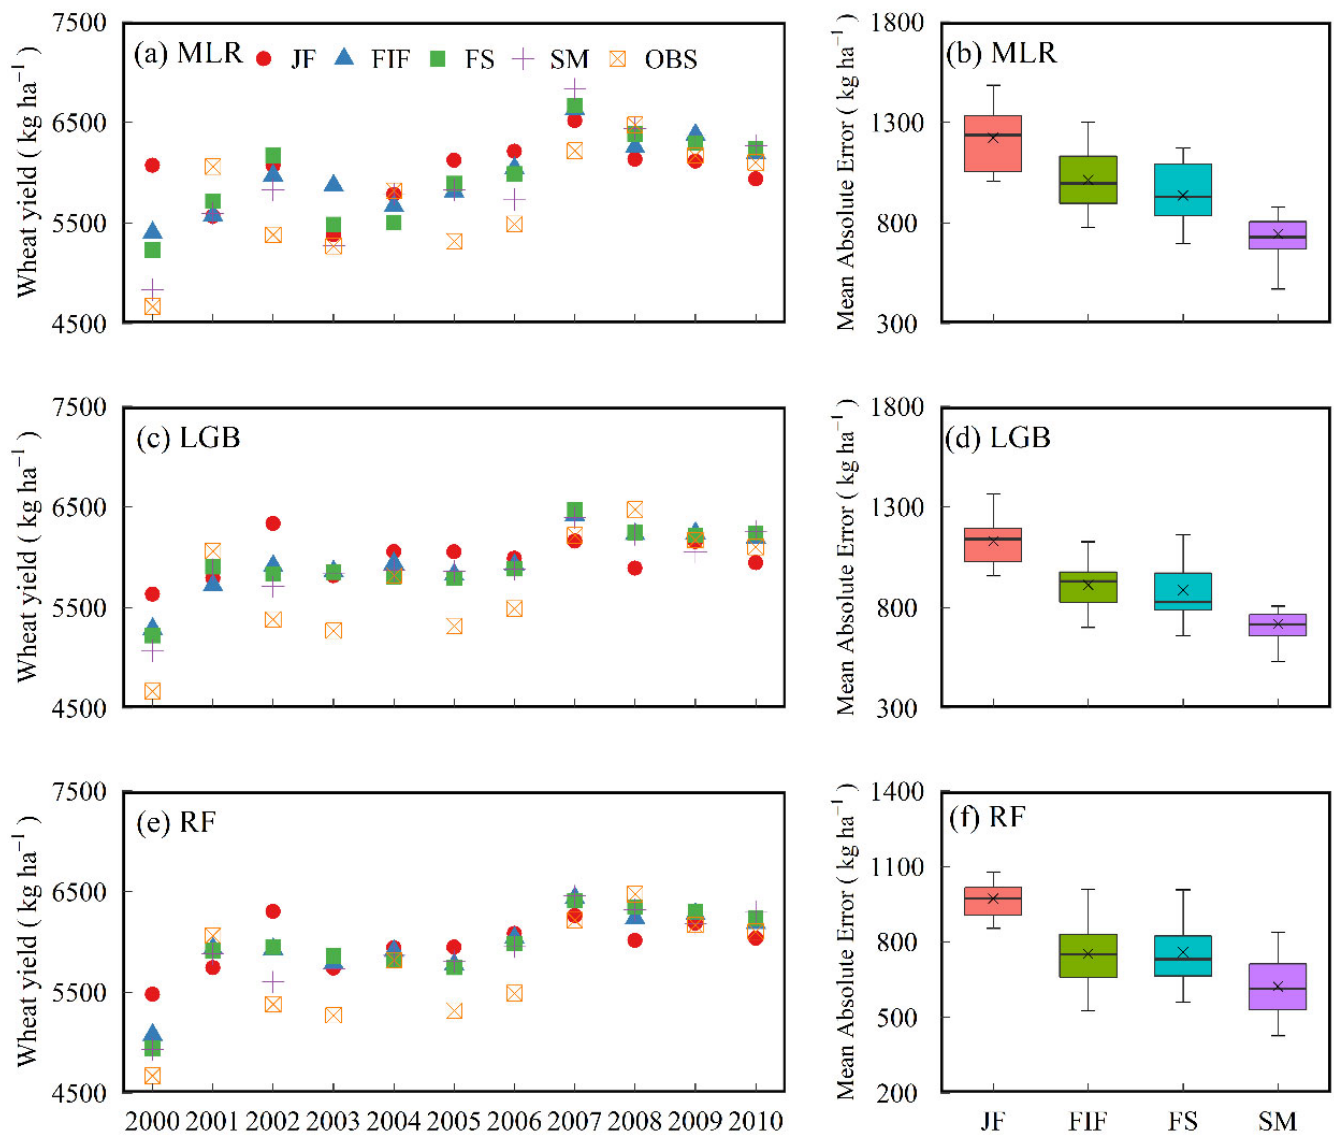 (a) MLR JF FIF FS SM OBS
Wheat yield ( kg ha⁻¹ )
7500
6500
5500
4500
(b) MLR
Mean Absolute Error ( kg ha⁻¹ )
1800
1300
800
300
(c) LGB
Wheat yield ( kg ha⁻¹ )
7500
6500
5500
4500
(d) LGB
Mean Absolute Error ( kg ha⁻¹ )
1800
1300
800
300
(e) RF
Wheat yield ( kg ha⁻¹ )
7500
6500
5500
4500
2000 2001 2002 2003 2004 2005 2006 2007 2008 2009 2010
(f) RF
Mean Absolute Error ( kg ha⁻¹ )
1400
1100
800
500
200
JF FIF FS SM